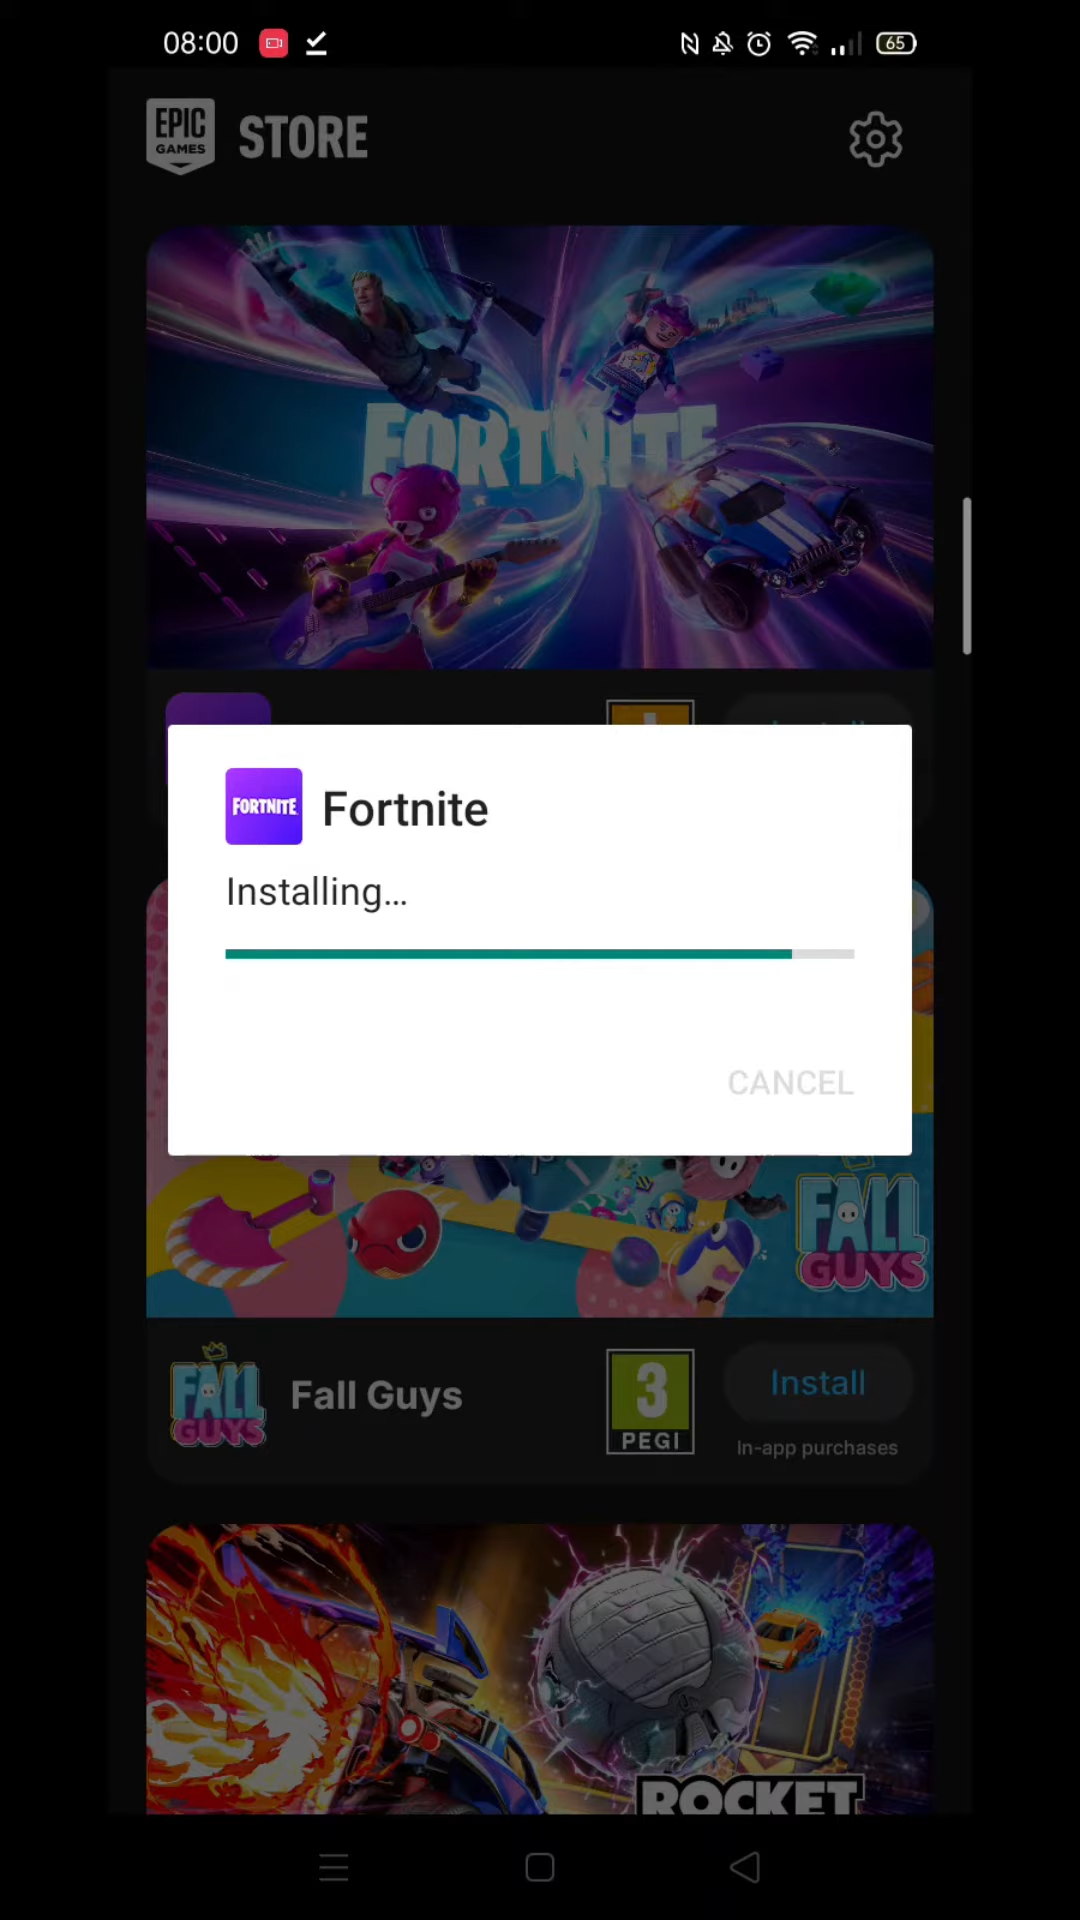 08:00
65
EPIC
GAMES
STORE
FORTNITE
FORTNITE
Fortnite
Installing...
CANCEL
FALL
GUYS
FALL
GUYS
Fall Guys
3
PEGI
Install
In-app purchases
ROCKET